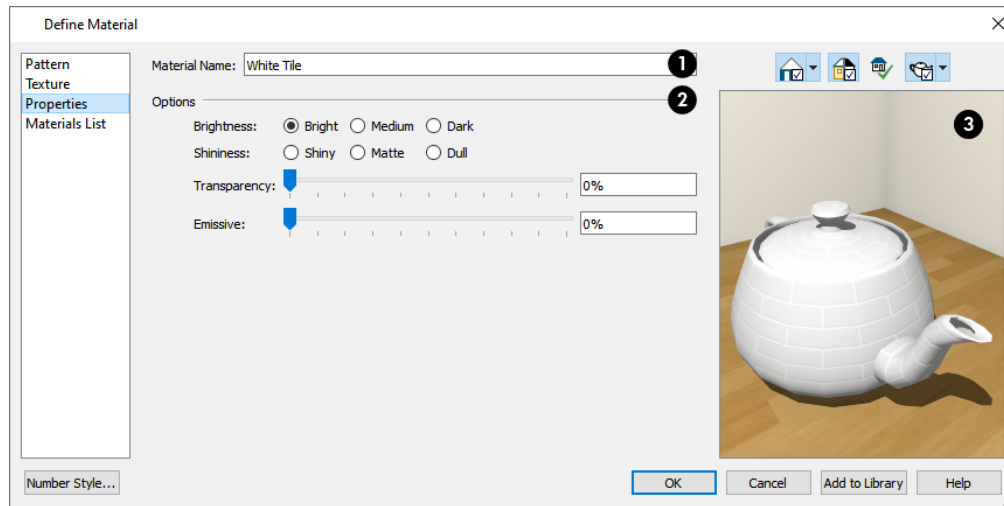 Define Material
Pattern
Texture
Properties
Materials List
Material Name: White Tile
1
Options
2
Brightness: Bright Medium Dark
Shininess: Shiny Matte Dull
Transparency: 0%
Emissive: 0%
3
Number Style...
OK
Cancel
Add to Library
Help